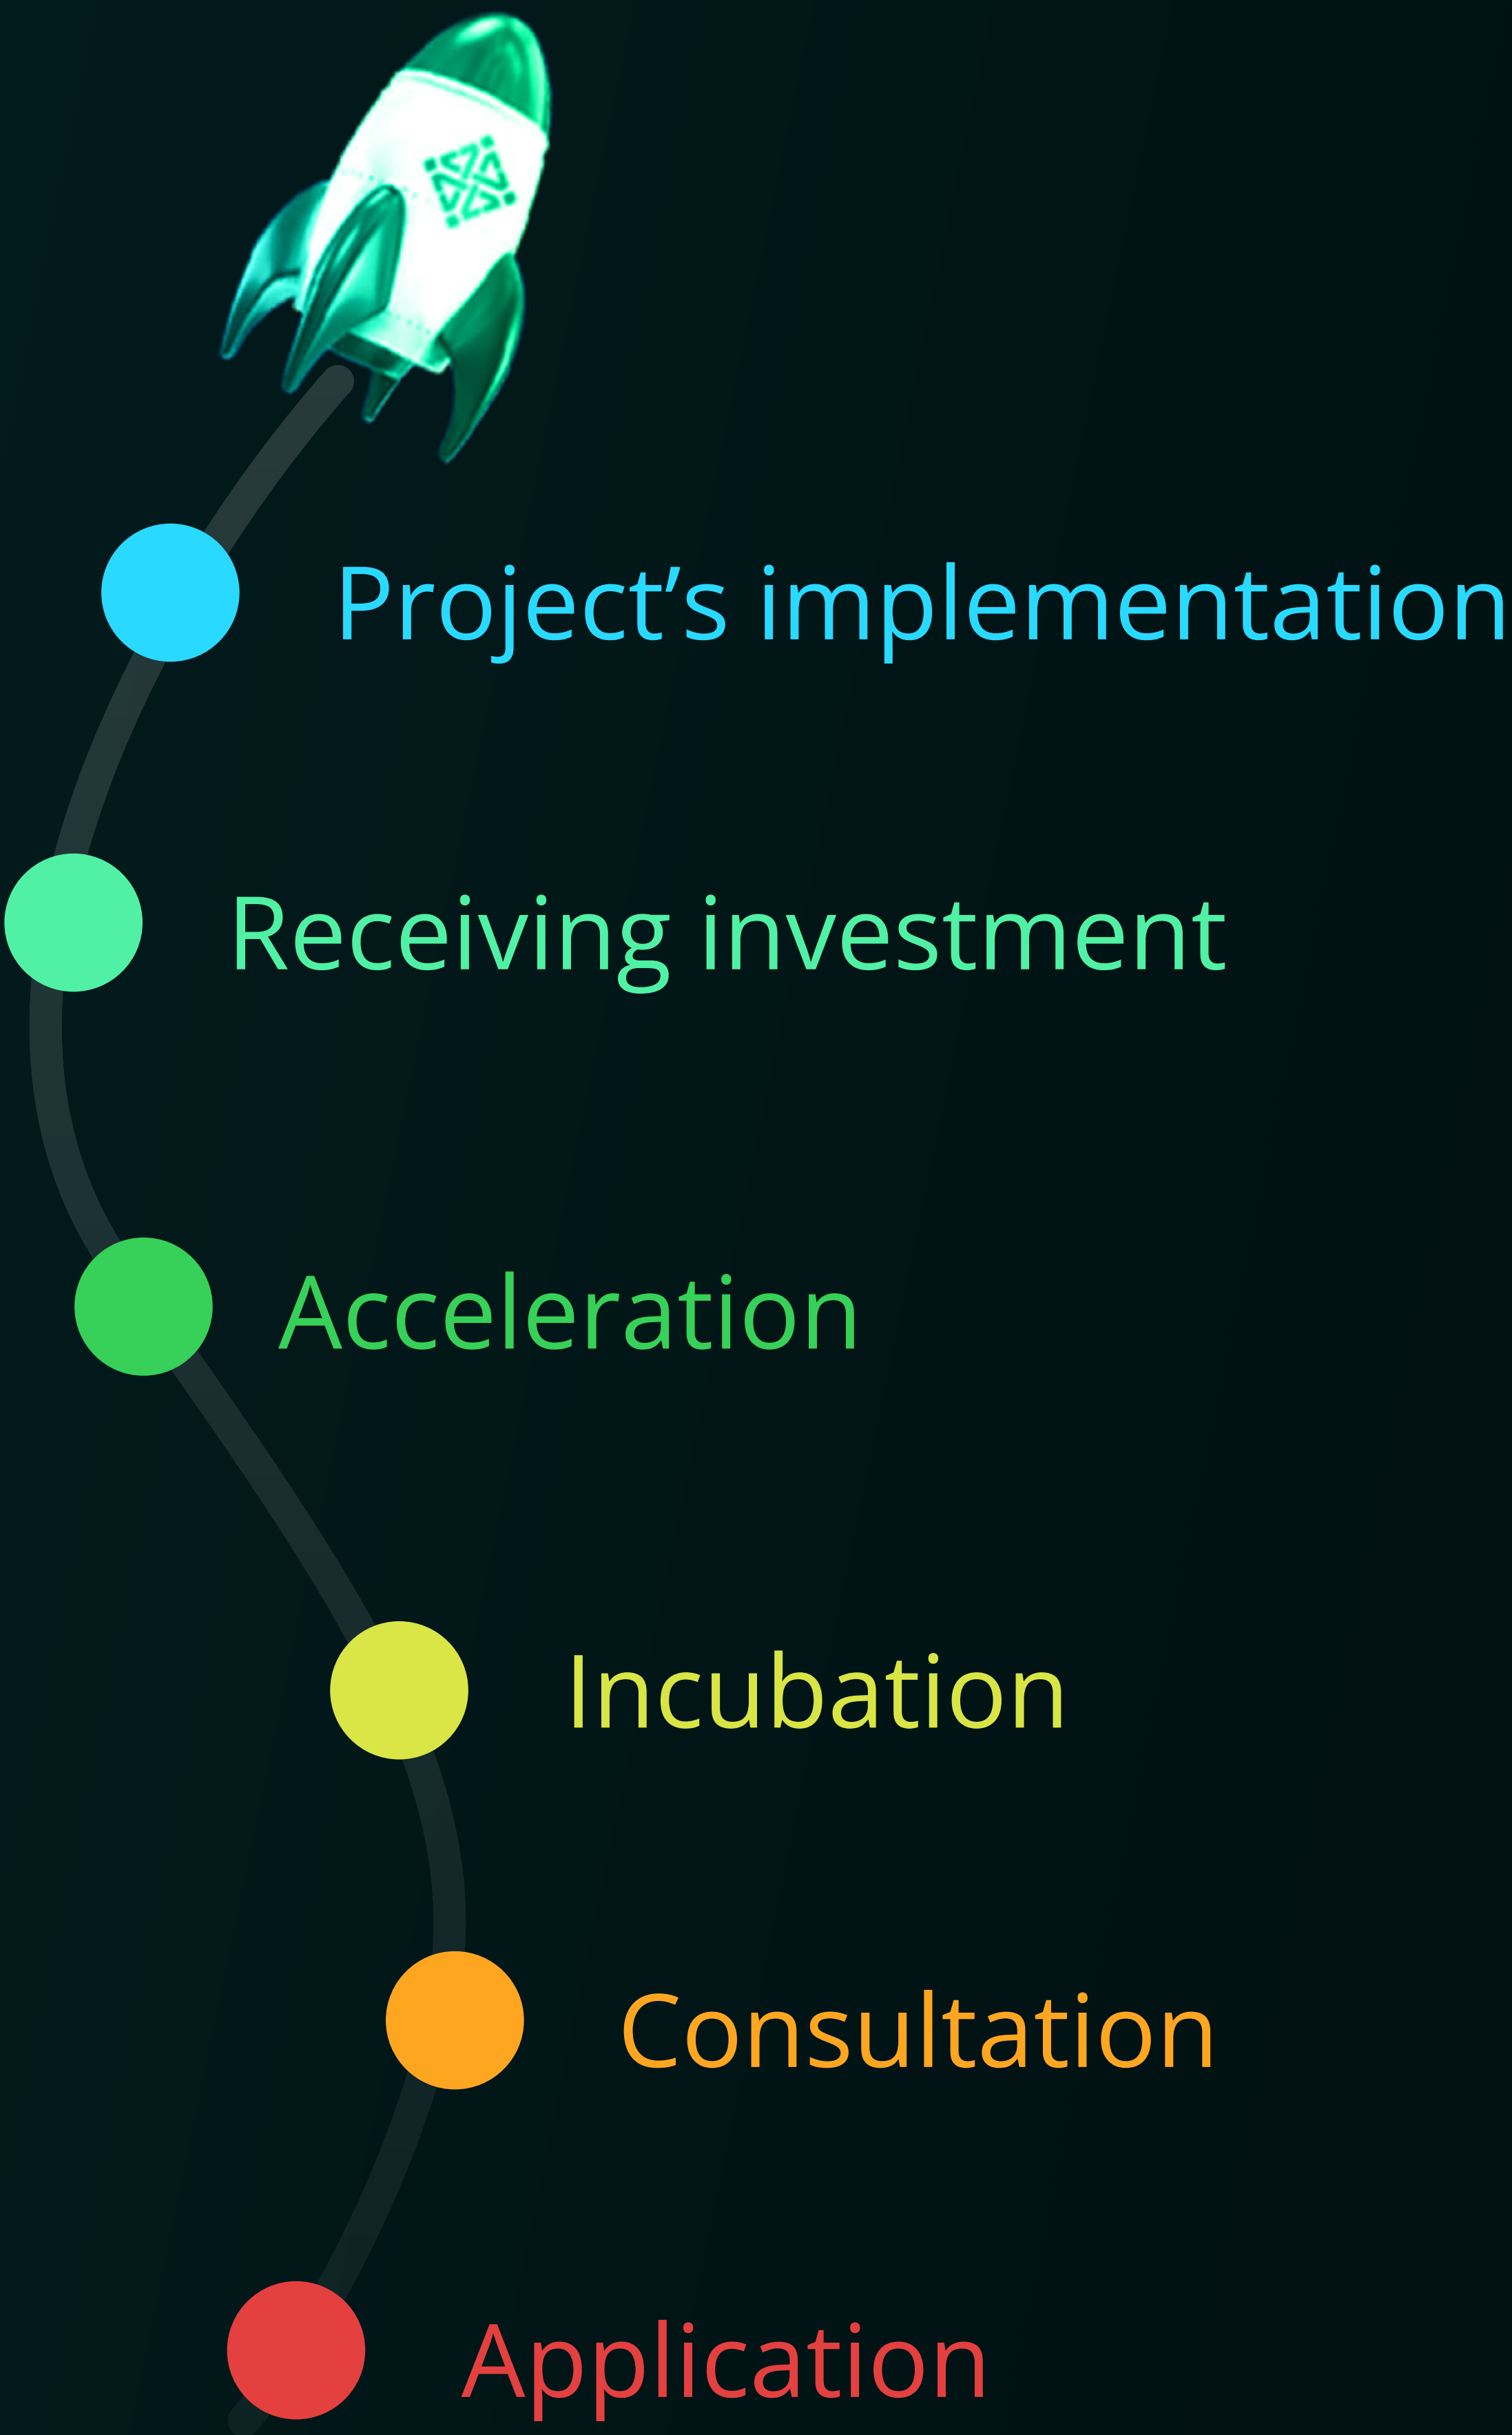 Project’s implementation
Receiving investment
Acceleration
Incubation
Consultation
Application